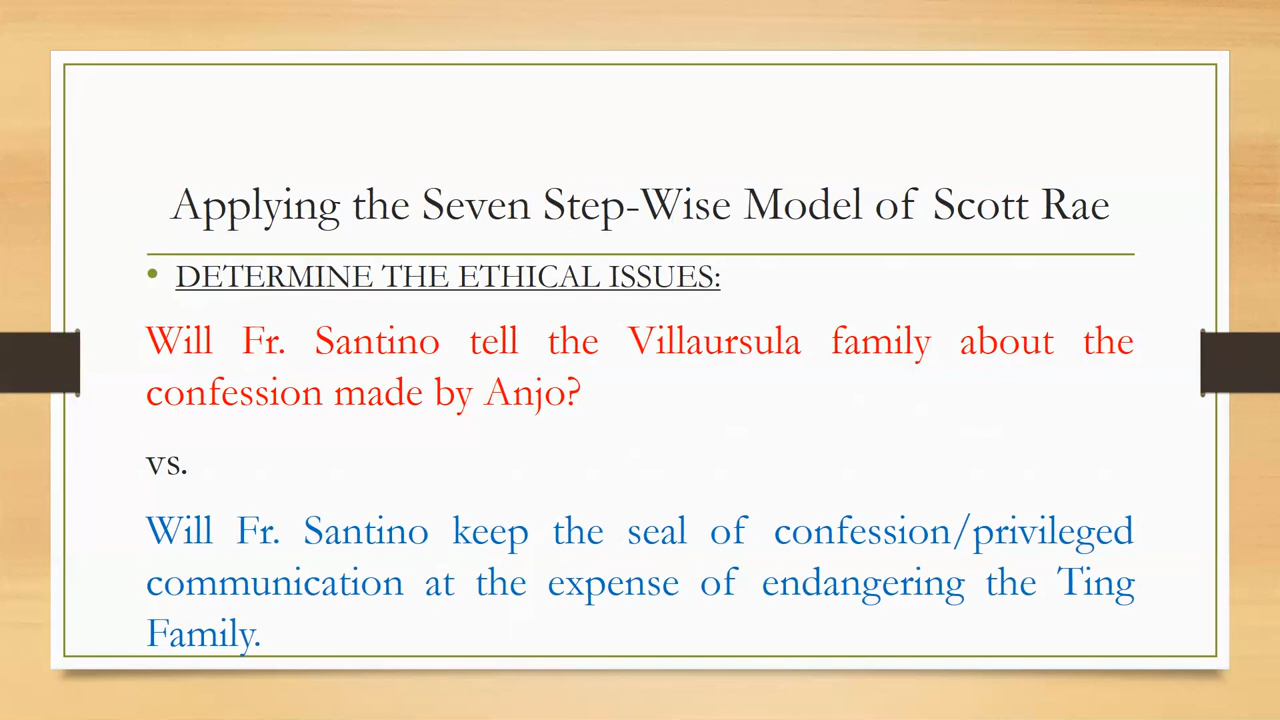 Applying the Seven Step-Wise Model of Scott Rae
• DETERMINE THE ETHICAL ISSUES:
Will Fr. Santino tell the Villaursula family about the
confession made by Anjo?
vs.
Will Fr. Santino keep the seal of confession/privileged
communication at the expense of endangering the Ting
Family.